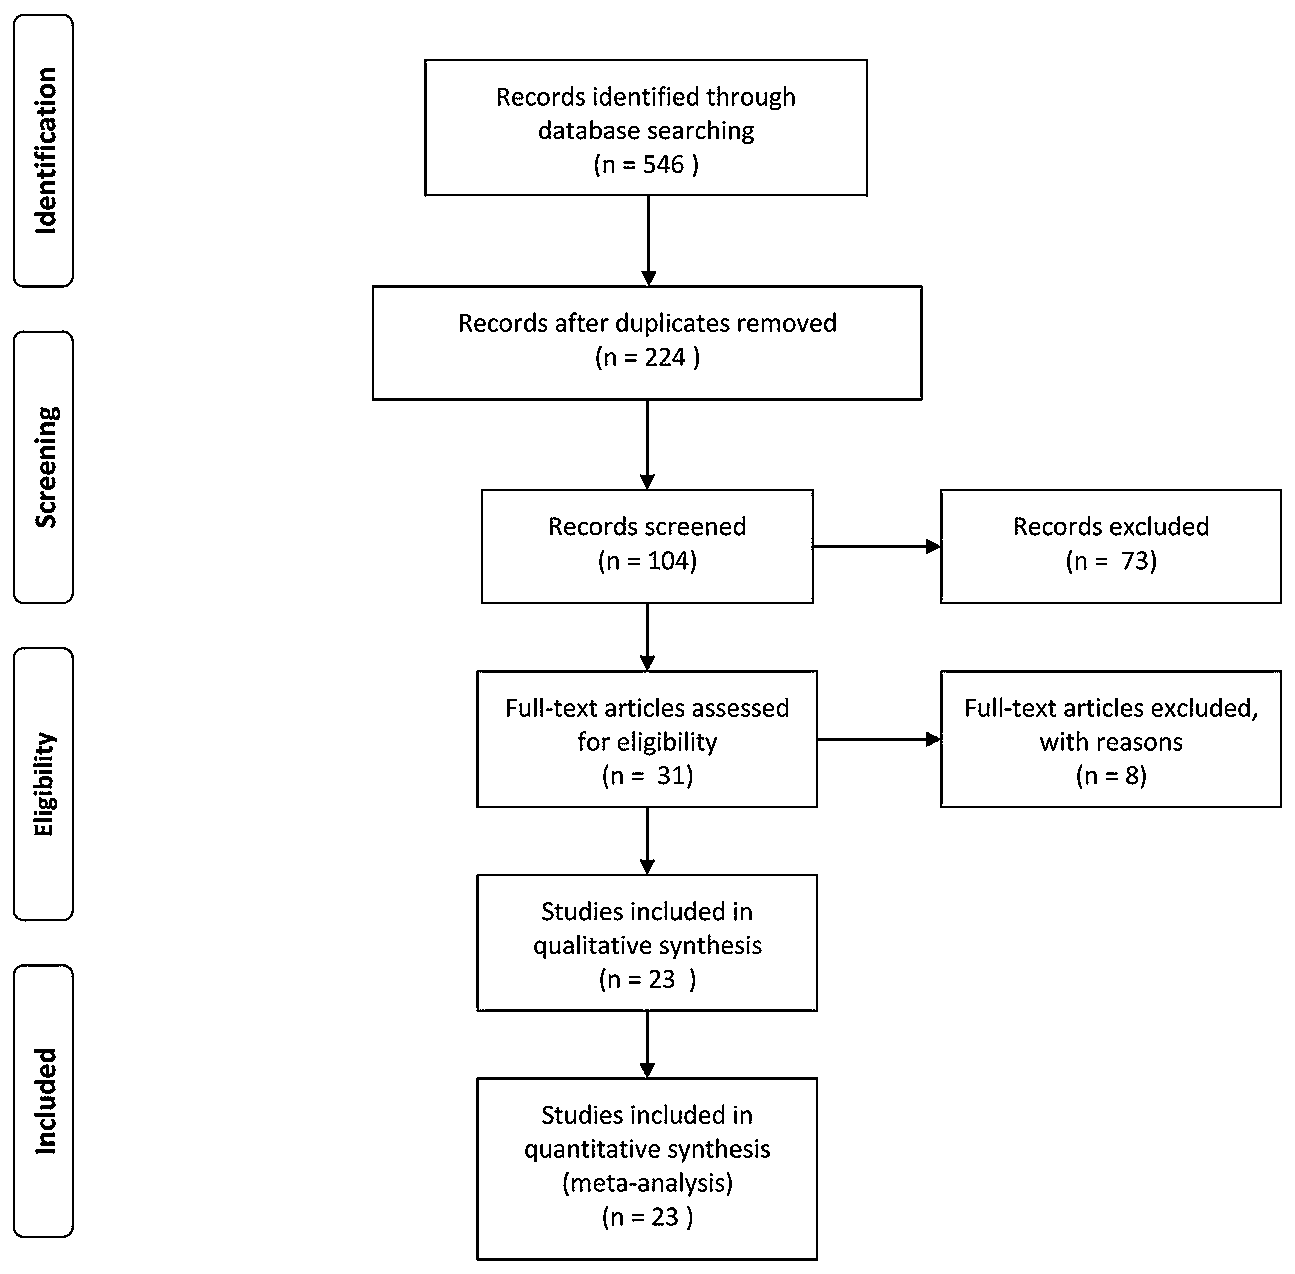 Identification
Records identified through
database searching
(n = 546 )
Records after duplicates removed
(n = 224 )
Screening
Records screened
(n = 104)
Records excluded
(n =  73)
Eligibility
Full-text articles assessed
for eligibility
(n =  31)
Full-text articles excluded,
with reasons
(n = 8)
Studies included in
qualitative synthesis
(n = 23  )
Included
Studies included in
quantitative synthesis
(meta-analysis)
(n = 23 )